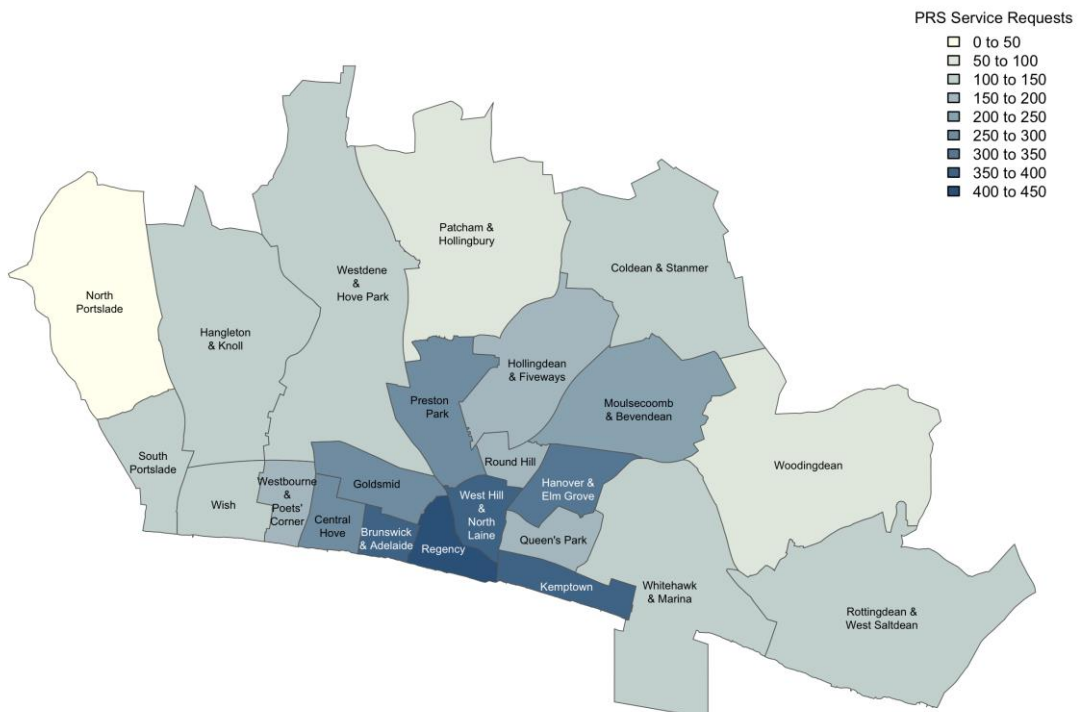 PRS Service Requests
0 to 50
50 to 100
100 to 150
150 to 200
200 to 250
250 to 300
300 to 350
350 to 400
400 to 450
Patcham &
Hollingbury
Coldean & Stanmer
Westdene
&
Hove Park
North
Portslade
Hangleton
& Knoll
Hollingdean
& Fiveways
Preston
Park
Moulsecoomb
& Bevendean
South
Portslade
Round Hill
Woodingdean
Goldsmid
Hanover &
Elm Grove
Westbourne
&
Poets'
Corner
West Hill
&
North
Laine
Wish
Central
Hove
Brunswick
& Adelaide
Regency
Queen's Park
Kemptown
Whitehawk
& Marina
Rottingdean &
West Saltdean